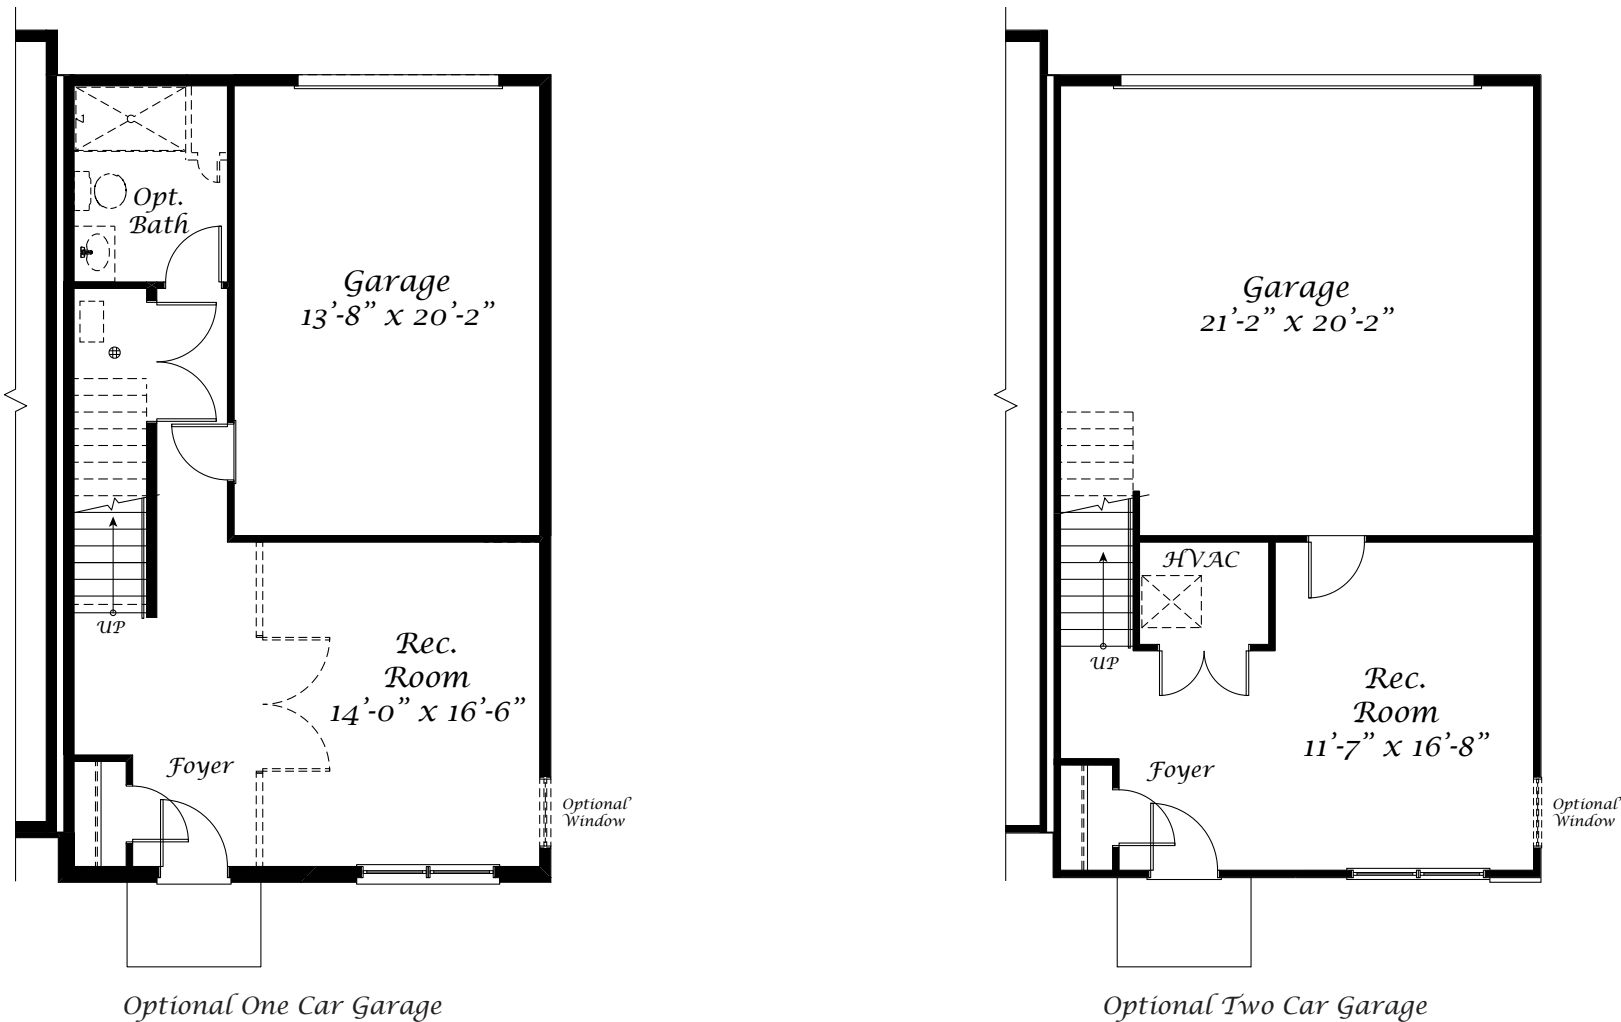 Opt.
Bath
Garage
13'-8" x 20'-2"
UP
Rec.
Room
14'-0" x 16'-6"
Foyer
Optional
Window
Optional One Car Garage
Garage
21'-2" x 20'-2"
HVAC
UP
Rec.
Room
11'-7" x 16'-8"
Foyer
Optional
Window
Optional Two Car Garage